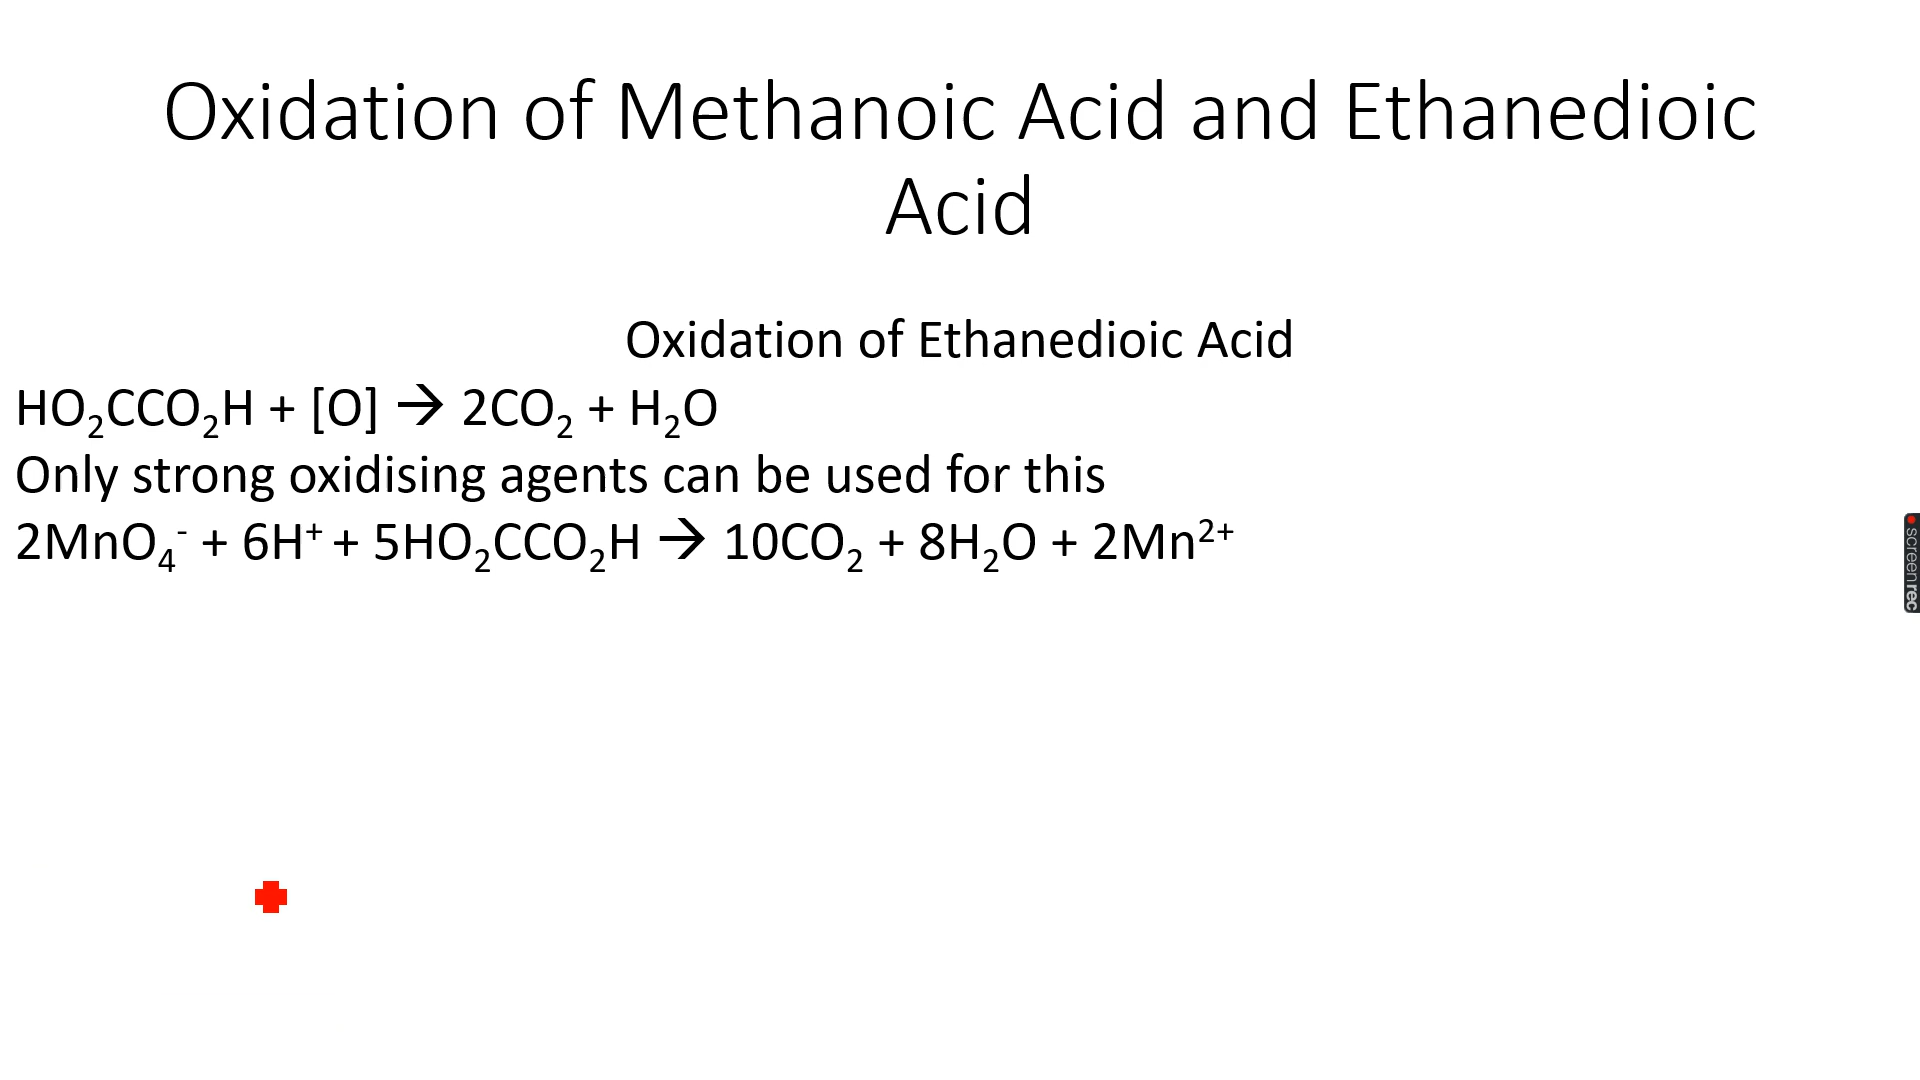 Oxidation of Methanoic Acid and Ethanedioic
Acid
Oxidation of Ethanedioic Acid
HO₂CCO₂H + [O] → 2CO₂ + H₂O
Only strong oxidising agents can be used for this
2MnO₄⁻ + 6H⁺ + 5HO₂CCO₂H → 10CO₂ + 8H₂O + 2Mn²⁺
screenrec